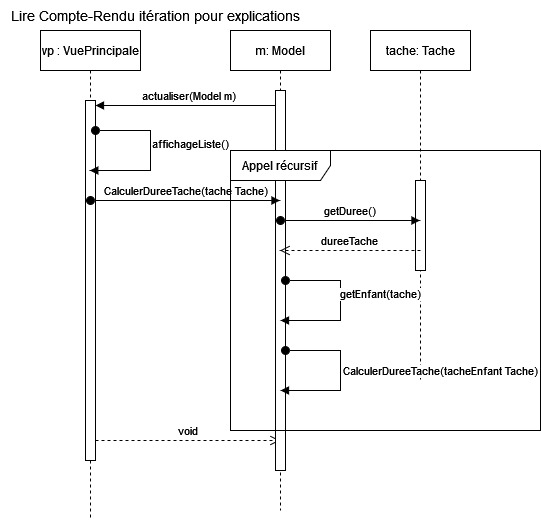 Lire Compte-Rendu itération pour explications
vp : VuePrincipale
m: Model
tache: Tache
actualiser(Model m)
affichageListe()
Appel récursif
CalculerDureeTache(tache Tache)
getDuree()
dureeTache
getEnfant(tache)
CalculerDureeTache(tacheEnfant Tache)
void